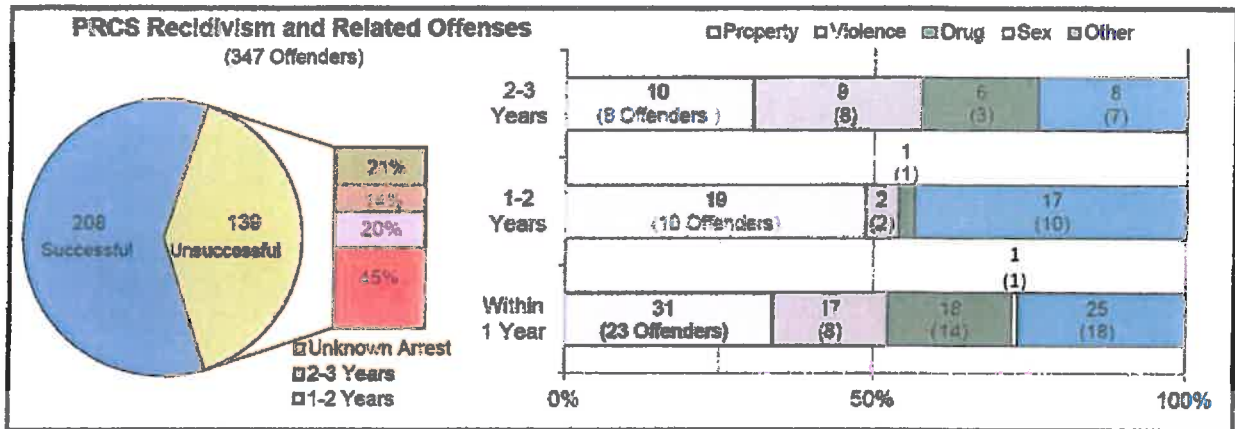 PRCS Recidivism and Related Offenses
(347 Offenders)
208
Successful
139
Unsuccessful
21%
14%
20%
45%
Unknown Arrest
2-3 Years
1-2 Years
Property Violence Drug Sex Other
2-3
Years
10
(8 Offenders )
9
(8)
6
(3)
8
(7)
1
(1)
1-2
Years
19
(10 Offenders)
2
(2)
17
(10)
1
(1)
Within
1 Year
31
(23 Offenders)
17
(8)
18
(14)
25
(18)
0%
50%
100%